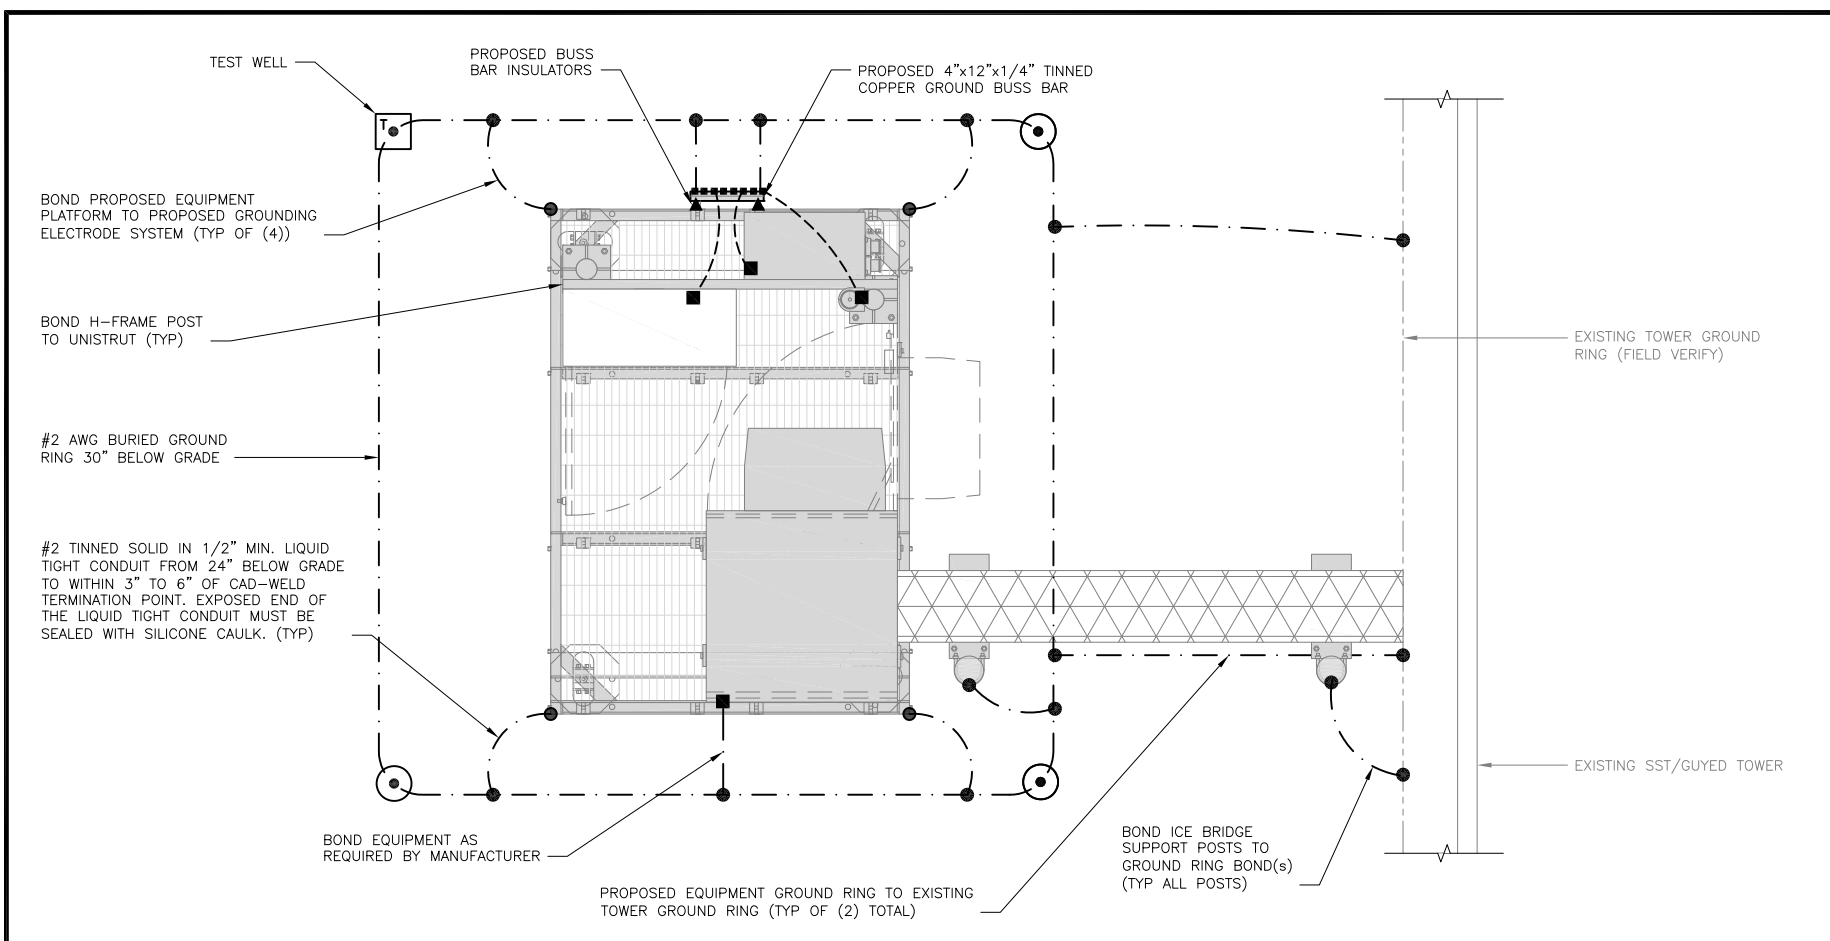 TEST WELL
PROPOSED BUSS
BAR INSULATORS
PROPOSED 4"x12"x1/4" TINNED
COPPER GROUND BUSS BAR
T
BOND PROPOSED EQUIPMENT
PLATFORM TO PROPOSED GROUNDING
ELECTRODE SYSTEM (TYP OF (4))
BOND H-FRAME POST
TO UNISTRUT (TYP)
EXISTING TOWER GROUND
RING (FIELD VERIFY)
#2 AWG BURIED GROUND
RING 30" BELOW GRADE
#2 TINNED SOLID IN 1/2" MIN. LIQUID
TIGHT CONDUIT FROM 24" BELOW GRADE
TO WITHIN 3" TO 6" OF CAD-WELD
TERMINATION POINT. EXPOSED END OF
THE LIQUID TIGHT CONDUIT MUST BE
SEALED WITH SILICONE CAULK. (TYP)
EXISTING SST/GUYED TOWER
BOND EQUIPMENT AS
REQUIRED BY MANUFACTURER
BOND ICE BRIDGE
SUPPORT POSTS TO
GROUND RING BOND(s)
(TYP ALL POSTS)
PROPOSED EQUIPMENT GROUND RING TO EXISTING
TOWER GROUND RING (TYP OF (2) TOTAL)